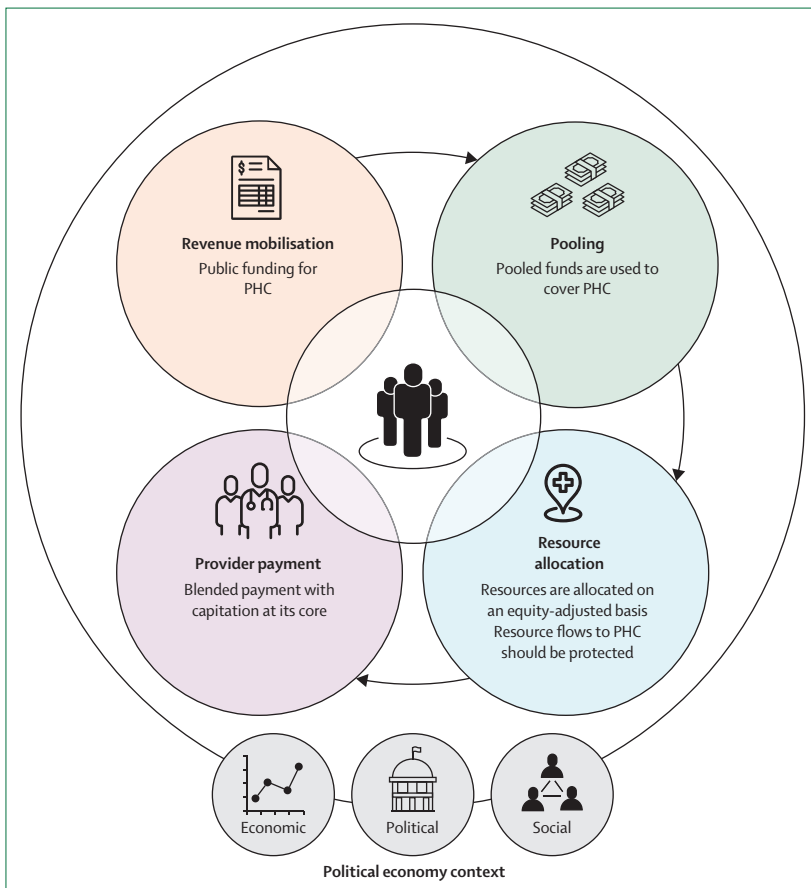 Revenue mobilisation
Public funding for
PHC
Pooling
Pooled funds are used to
cover PHC
Provider payment
Blended payment with
capitation at its core
Resource
allocation
Resources are allocated on
an equity-adjusted basis
Resource flows to PHC
should be protected
$
Economic
Political
Social
Political economy context